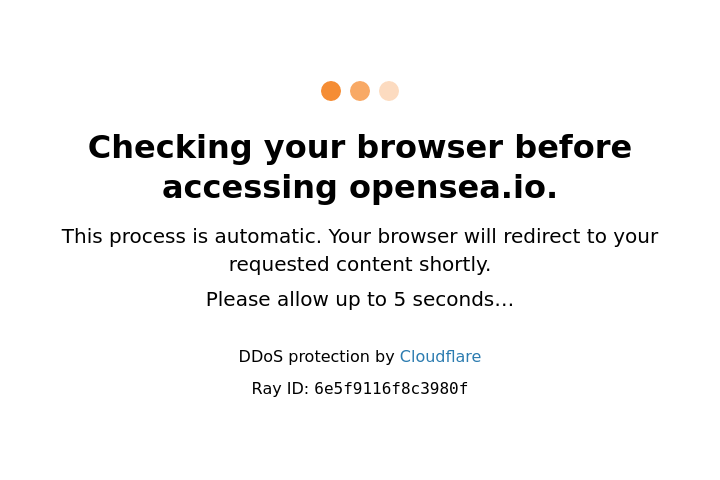 Checking your browser before
accessing opensea.io.
This process is automatic. Your browser will redirect to your
requested content shortly.
Please allow up to 5 seconds…
DDoS protection by Cloudflare
Ray ID: 6e5f9116f8c3980f